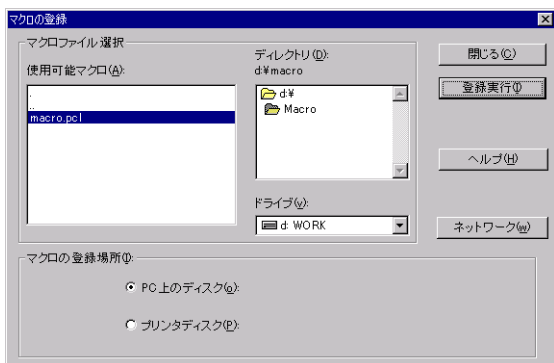 マクロの登録
マクロファイル選択
使用可能マクロ(A):
.
..
macro.pcl
ディレクトリ(D):
d:¥macro
d:¥
Macro
ドライブ(v):
d: WORK
閉じる(C)
登録実行(I)
ヘルプ(H)
ネットワーク(w)
マクロの登録場所(I):
PC上のディスク(o):
プリンタディスク(P):